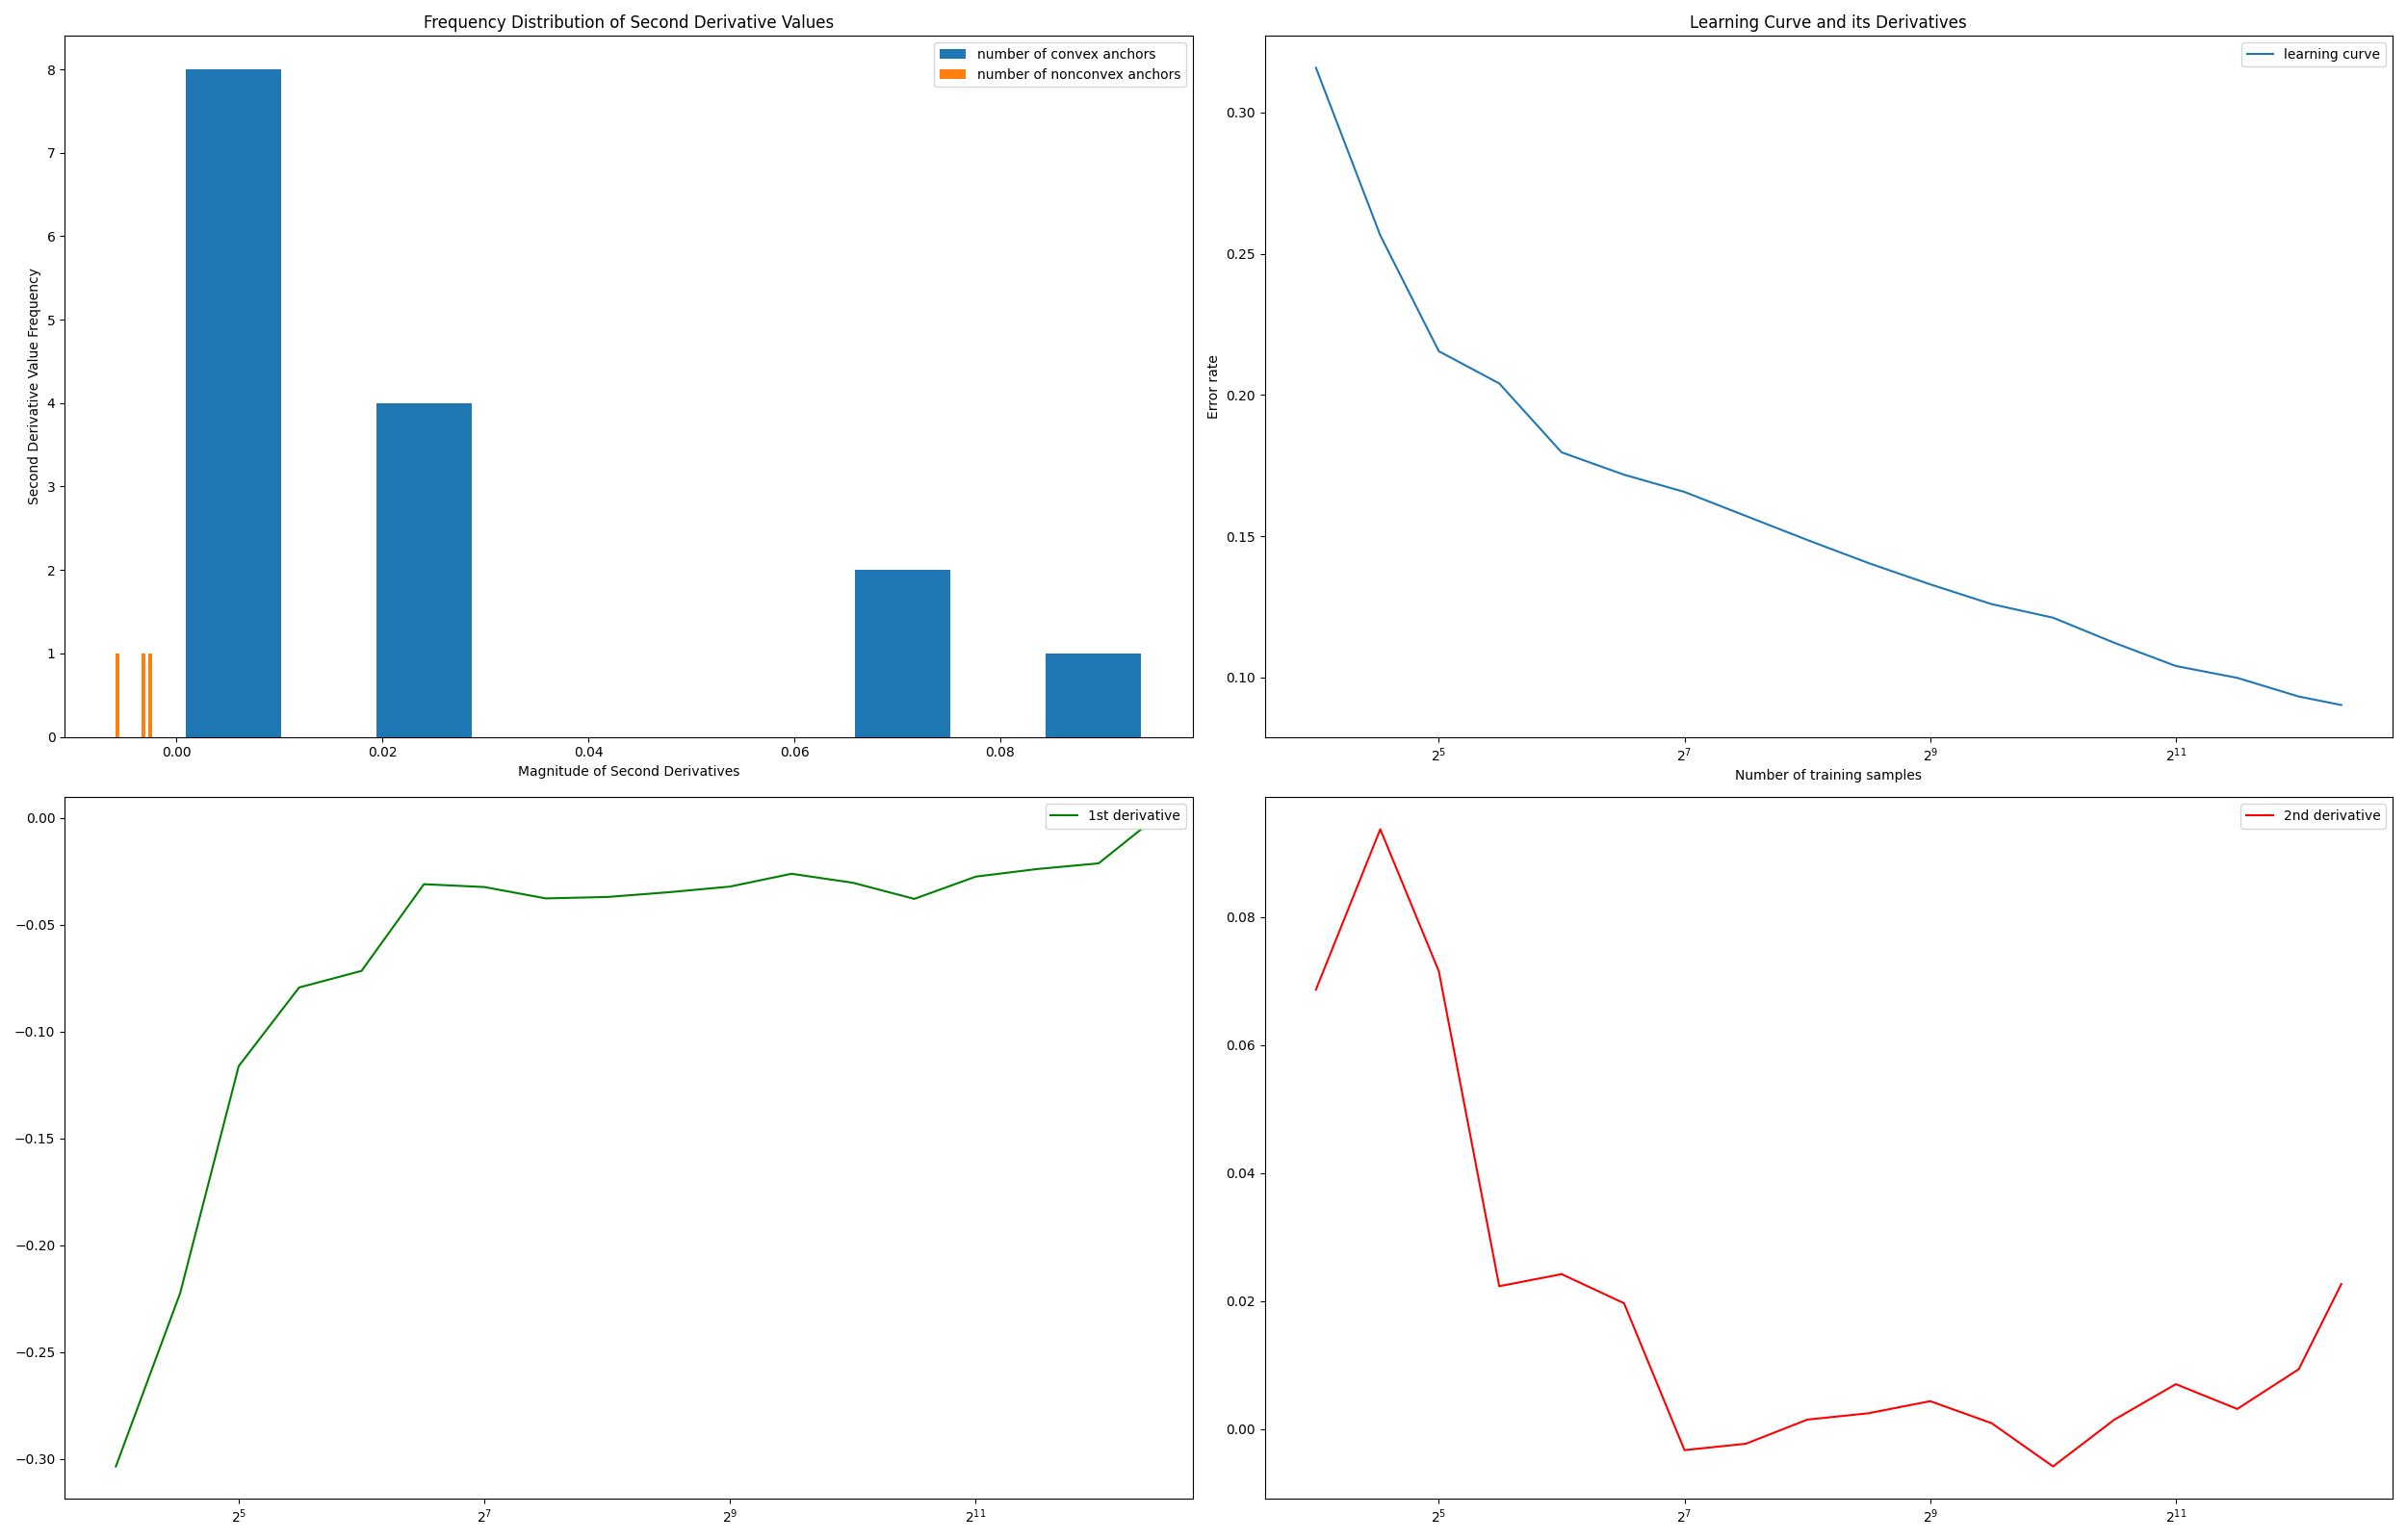 Frequency Distribution of Second Derivative Values
number of convex anchors
number of nonconvex anchors
Second Derivative Value Frequency
8
7
6
5
4
3
2
1
0
0.00 0.02 0.04 0.06 0.08
Magnitude of Second Derivatives
Learning Curve and its Derivatives
learning curve
Error rate
0.30
0.25
0.20
0.15
0.10
2^5 2^7 2^9 2^11
Number of training samples
1st derivative
0.00
−0.05
−0.10
−0.15
−0.20
−0.25
−0.30
2^5 2^7 2^9 2^11
2nd derivative
0.08
0.06
0.04
0.02
0.00
2^5 2^7 2^9 2^11